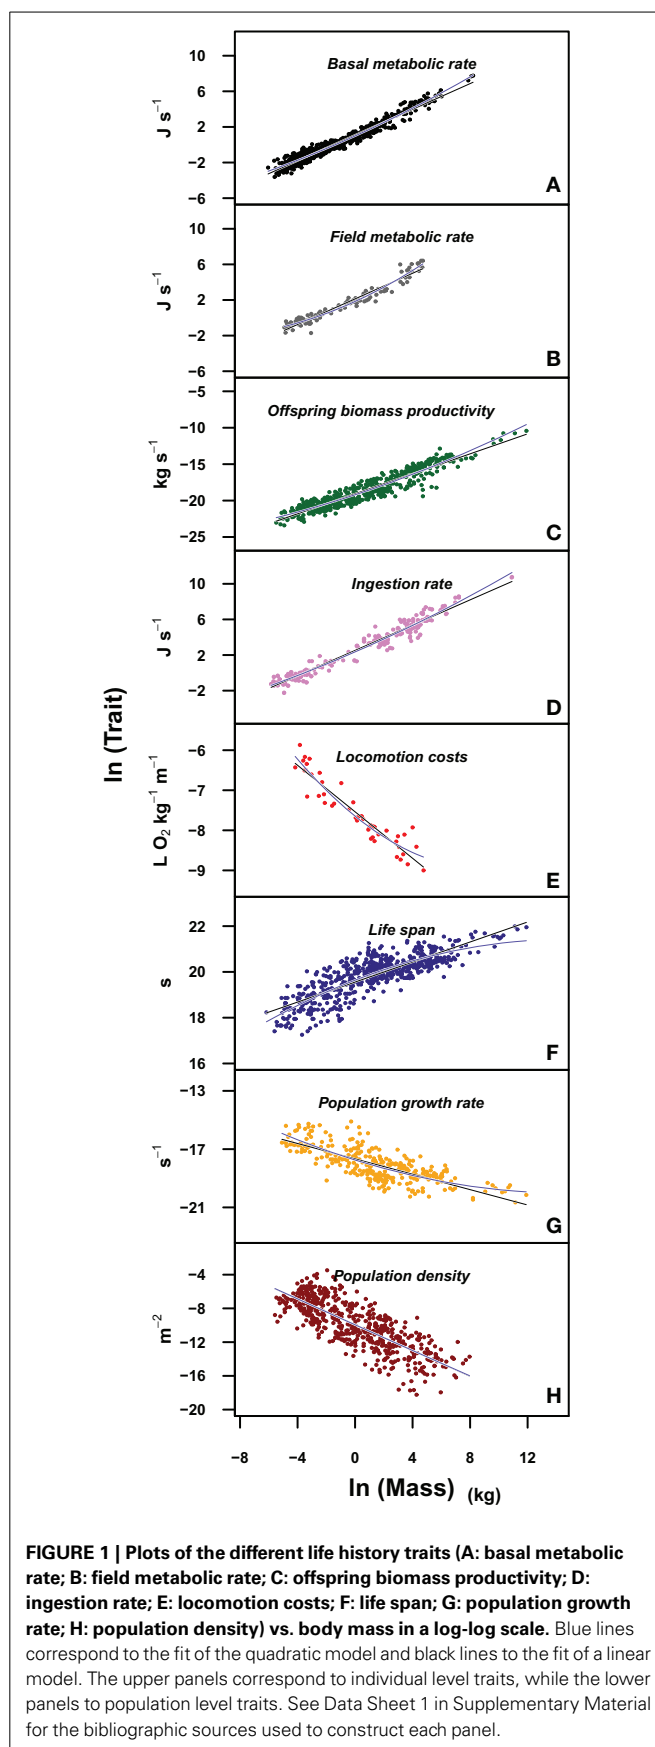 10
6
2
−2
−6
J s−1
Basal metabolic rate
A
10
6
2
−2
−6
J s−1
Field metabolic rate
B
−5
−10
−15
−20
−25
kg s−1
Offspring biomass productivity
C
10
6
2
−2
J s−1
Ingestion rate
D
ln (Trait)
−6
−7
−8
−9
L O2 kg−1 m−1
Locomotion costs
E
22
20
18
16
s
Life span
F
−13
−17
−21
s−1
Population growth rate
G
−4
−8
−12
−16
−20
m−2
Population density
H
−8 −4 0 4 8 12
ln (Mass) (kg)
FIGURE 1 | Plots of the different life history traits (A: basal metabolic
rate; B: field metabolic rate; C: offspring biomass productivity; D:
ingestion rate; E: locomotion costs; F: life span; G: population growth
rate; H: population density) vs. body mass in a log-log scale. Blue lines
correspond to the fit of the quadratic model and black lines to the fit of a linear
model. The upper panels correspond to individual level traits, while the lower
panels to population level traits. See Data Sheet 1 in Supplementary Material
for the bibliographic sources used to construct each panel.